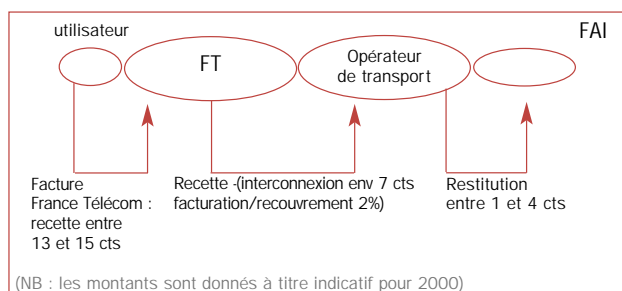 utilisateur
FAI
FT
Opérateur
de transport
Facture
France Télécom :
recette entre
13 et 15 cts
Recette -(interconnexion env 7 cts
facturation/recouvrement 2%)
Restitution
entre 1 et 4 cts
(NB : les montants sont donnés à titre indicatif pour 2000)